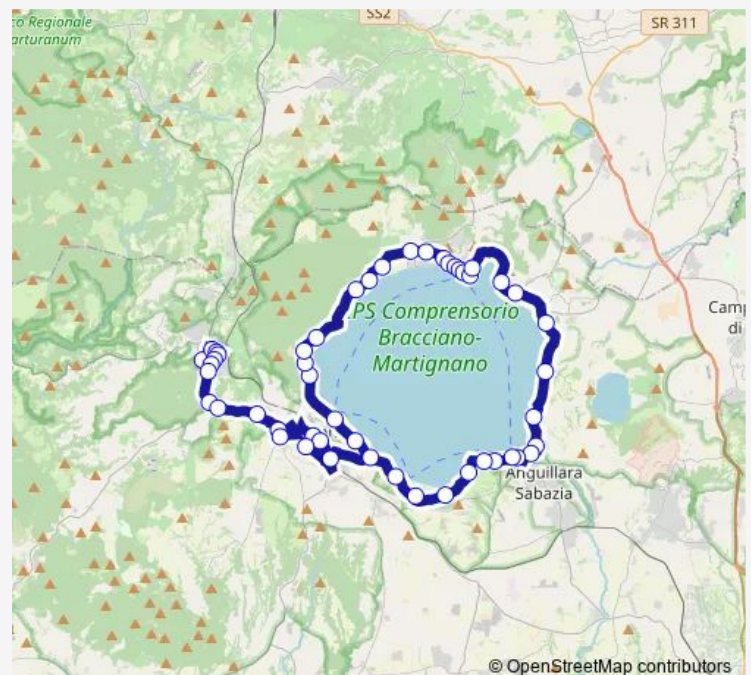 SS2
SR 311
co Regionale
arturanum
.PS Comprensorio
Bracciano-
Martignano
Camp
di
Anguillara
Sabazia
© OpenStreetMap contributors